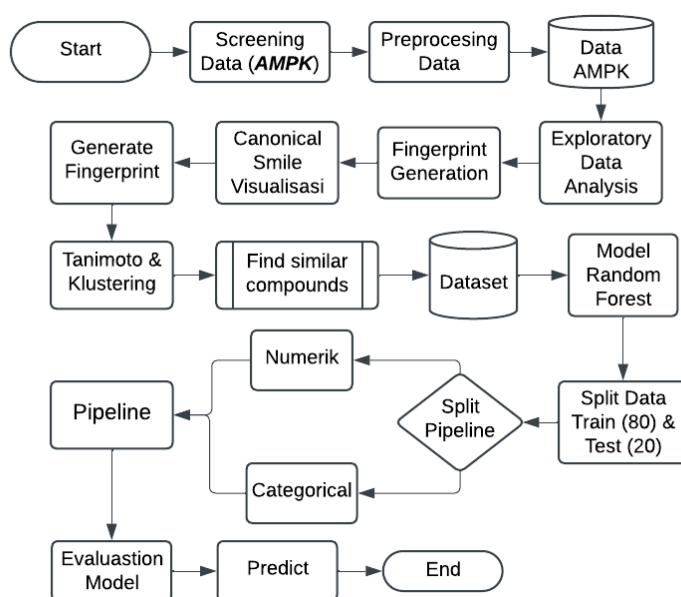 Start
Screening
Data (AMPK)
Preprocesing
Data
Data
AMPK
Exploratory
Data
Analysis
Fingerprint
Generation
Canonical
Smile
Visualisasi
Generate
Fingerprint
Tanimoto &
Klustering
Find similar
compounds
Dataset
Model
Random
Forest
Split Data
Train (80) &
Test (20)
Split
Pipeline
Numerik
Categorical
Pipeline
Evaluastion
Model
Predict
End